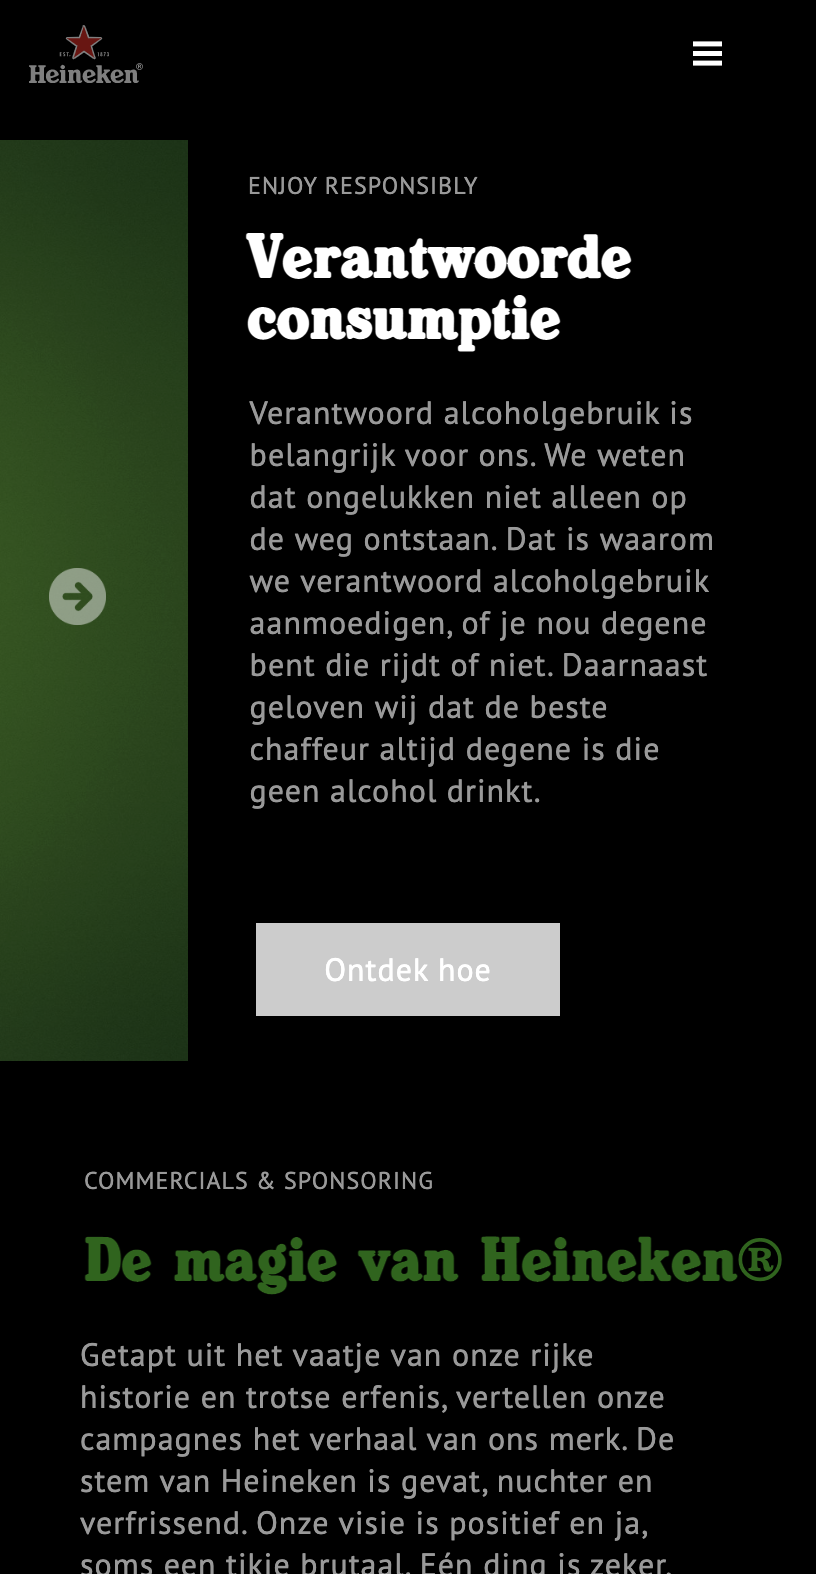 EST. 1873
Heineken®
ENJOY RESPONSIBLY
Verantwoorde
consumptie
Verantwoord alcoholgebruik is
belangrijk voor ons. We weten
dat ongelukken niet alleen op
de weg ontstaan. Dat is waarom
we verantwoord alcoholgebruik
aanmoedigen, of je nou degene
bent die rijdt of niet. Daarnaast
geloven wij dat de beste
chaffeur altijd degene is die
geen alcohol drinkt.
Ontdek hoe
COMMERCIALS & SPONSORING
De magie van Heineken®
Getapt uit het vaatje van onze rijke
historie en trotse erfenis, vertellen onze
campagnes het verhaal van ons merk. De
stem van Heineken is gevat, nuchter en
verfrissend. Onze visie is positief en ja,
soms een tikje brutaal. Eén ding is zeker,